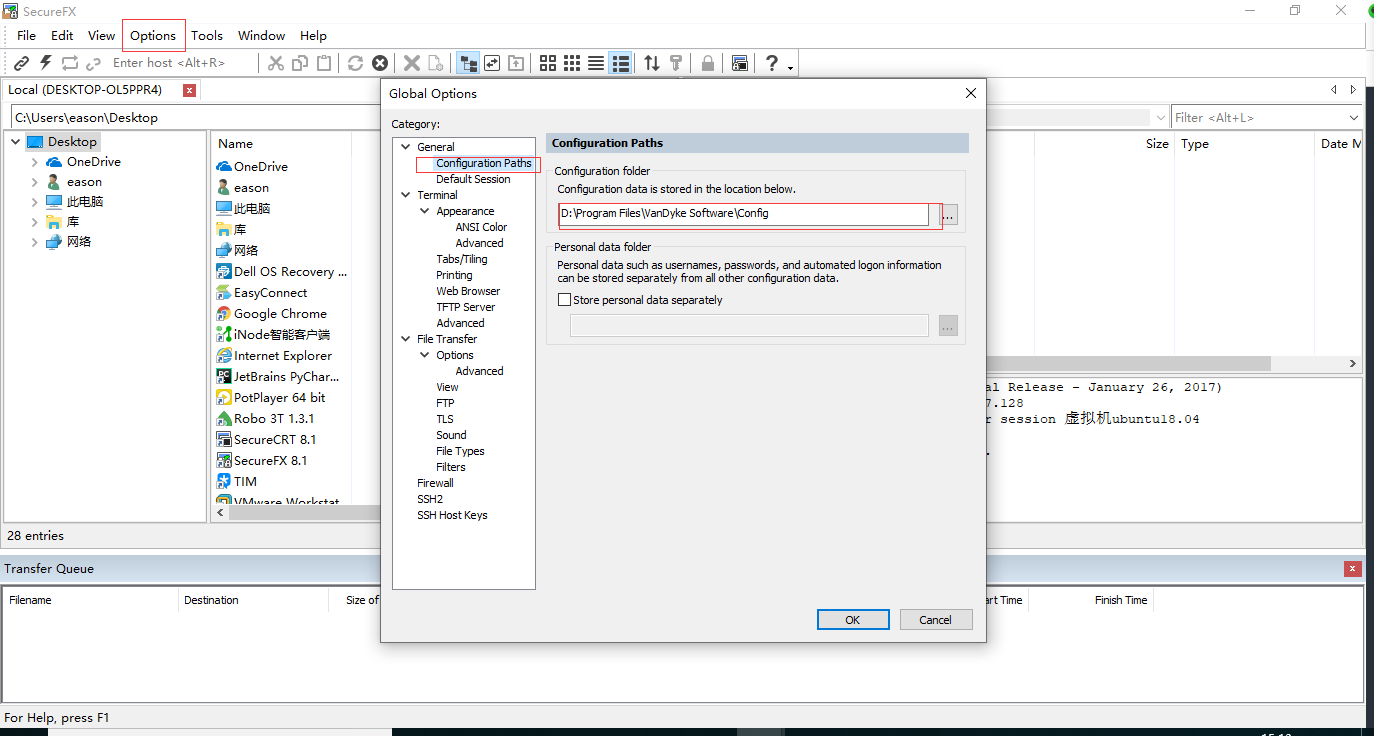 SecureFX
File Edit View Options Tools Window Help
Enter host <Alt+R>
Local (DESKTOP-OL5PPR4)
C:\Users\eason\Desktop
Filter <Alt+L>
Desktop
OneDrive
eason
此电脑
库
网络
Name
OneDrive
eason
此电脑
库
网络
Dell OS Recovery ...
EasyConnect
Google Chrome
iNode智能客户端
Internet Explorer
JetBrains PyChar...
PotPlayer 64 bit
Robo 3T 1.3.1
SecureCRT 8.1
SecureFX 8.1
TIM
VMware Workstat
28 entries
Global Options
Category:
General
Configuration Paths
Default Session
Terminal
Appearance
ANSI Color
Advanced
Tabs/Tiling
Printing
Web Browser
TFTP Server
Advanced
File Transfer
Options
Advanced
View
FTP
TLS
Sound
File Types
Filters
Firewall
SSH2
SSH Host Keys
Configuration Paths
Configuration folder
Configuration data is stored in the location below.
D:\Program Files\VanDyke Software\Config
...
Personal data folder
Personal data such as usernames, passwords, and automated logon information
can be stored separately from all other configuration data.
Store personal data separately
...
OK Cancel
Size Type Date M
al Release - January 26, 2017)
7.128
r session 虚拟机ubuntu18.04
.
Transfer Queue
Filename Destination Size of art Time Finish Time
For Help, press F1